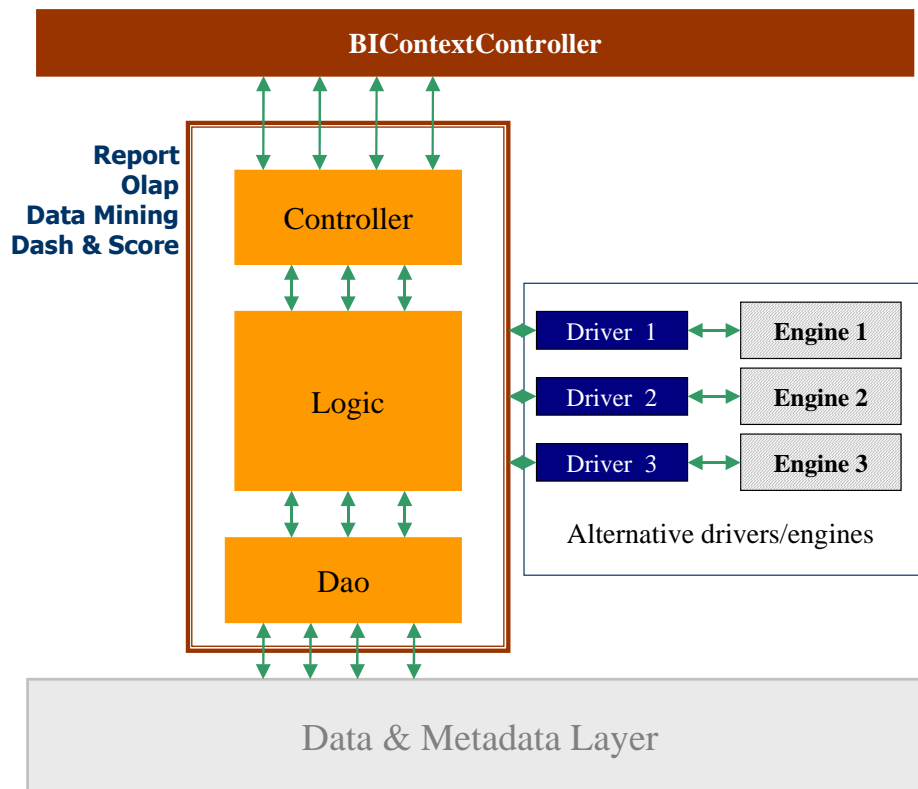 BIContextController
Report
Olap
Data Mining
Dash & Score
Controller
Logic
Dao
Driver 1
Engine 1
Driver 2
Engine 2
Driver 3
Engine 3
Alternative drivers/engines
Data & Metadata Layer